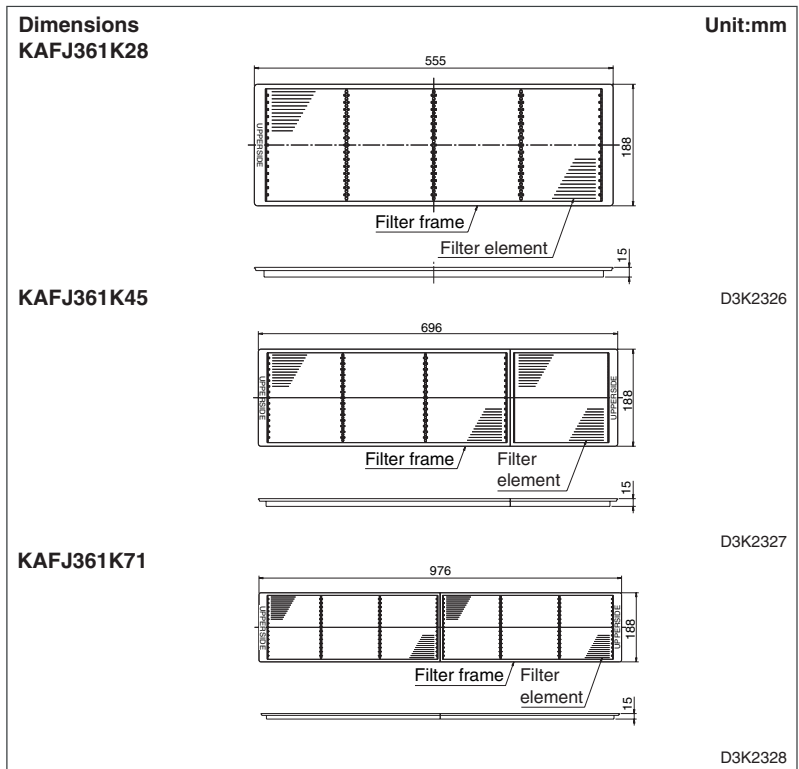 Dimensions
Unit:mm
KAFJ361K28
555
UPPERSIDE
188
Filter frame
Filter element
15
KAFJ361K45
D3K2326
696
UPPERSIDE
UPPERSIDE
188
Filter frame
Filter
element
15
D3K2327
KAFJ361K71
976
UPPERSIDE
UPPERSIDE
188
Filter frame
Filter
element
15
D3K2328